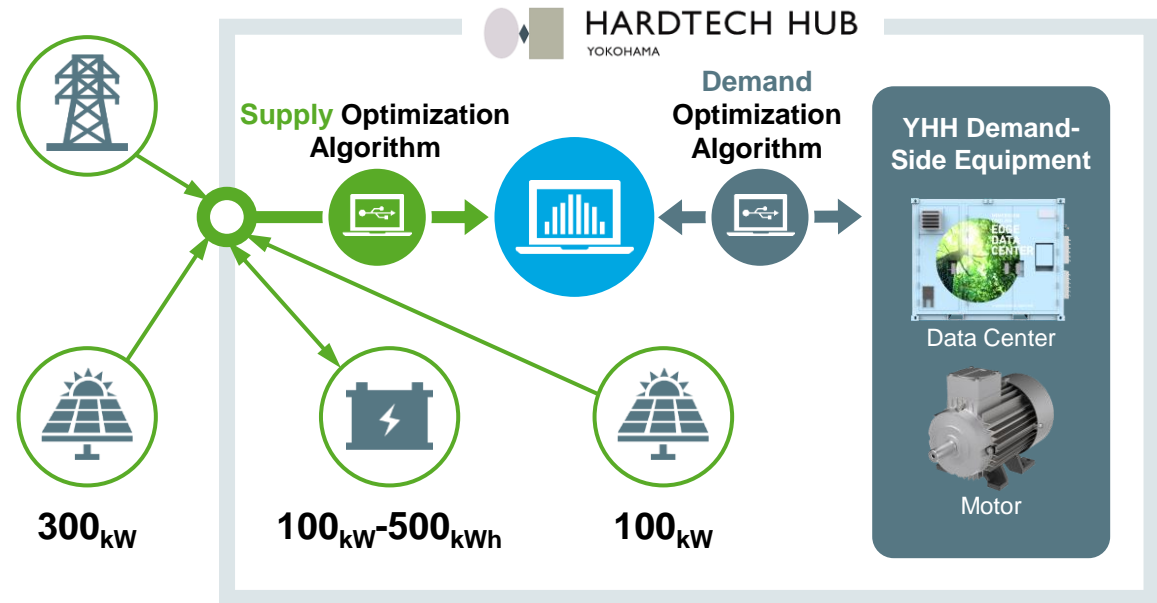 HARDTECH HUB
YOKOHAMA
Supply Optimization
Algorithm
Demand
Optimization
Algorithm
YHH Demand-
Side Equipment
EDGE
DATA
CENTER
Data Center
Motor
300kW
100kW-500kWh
100kW